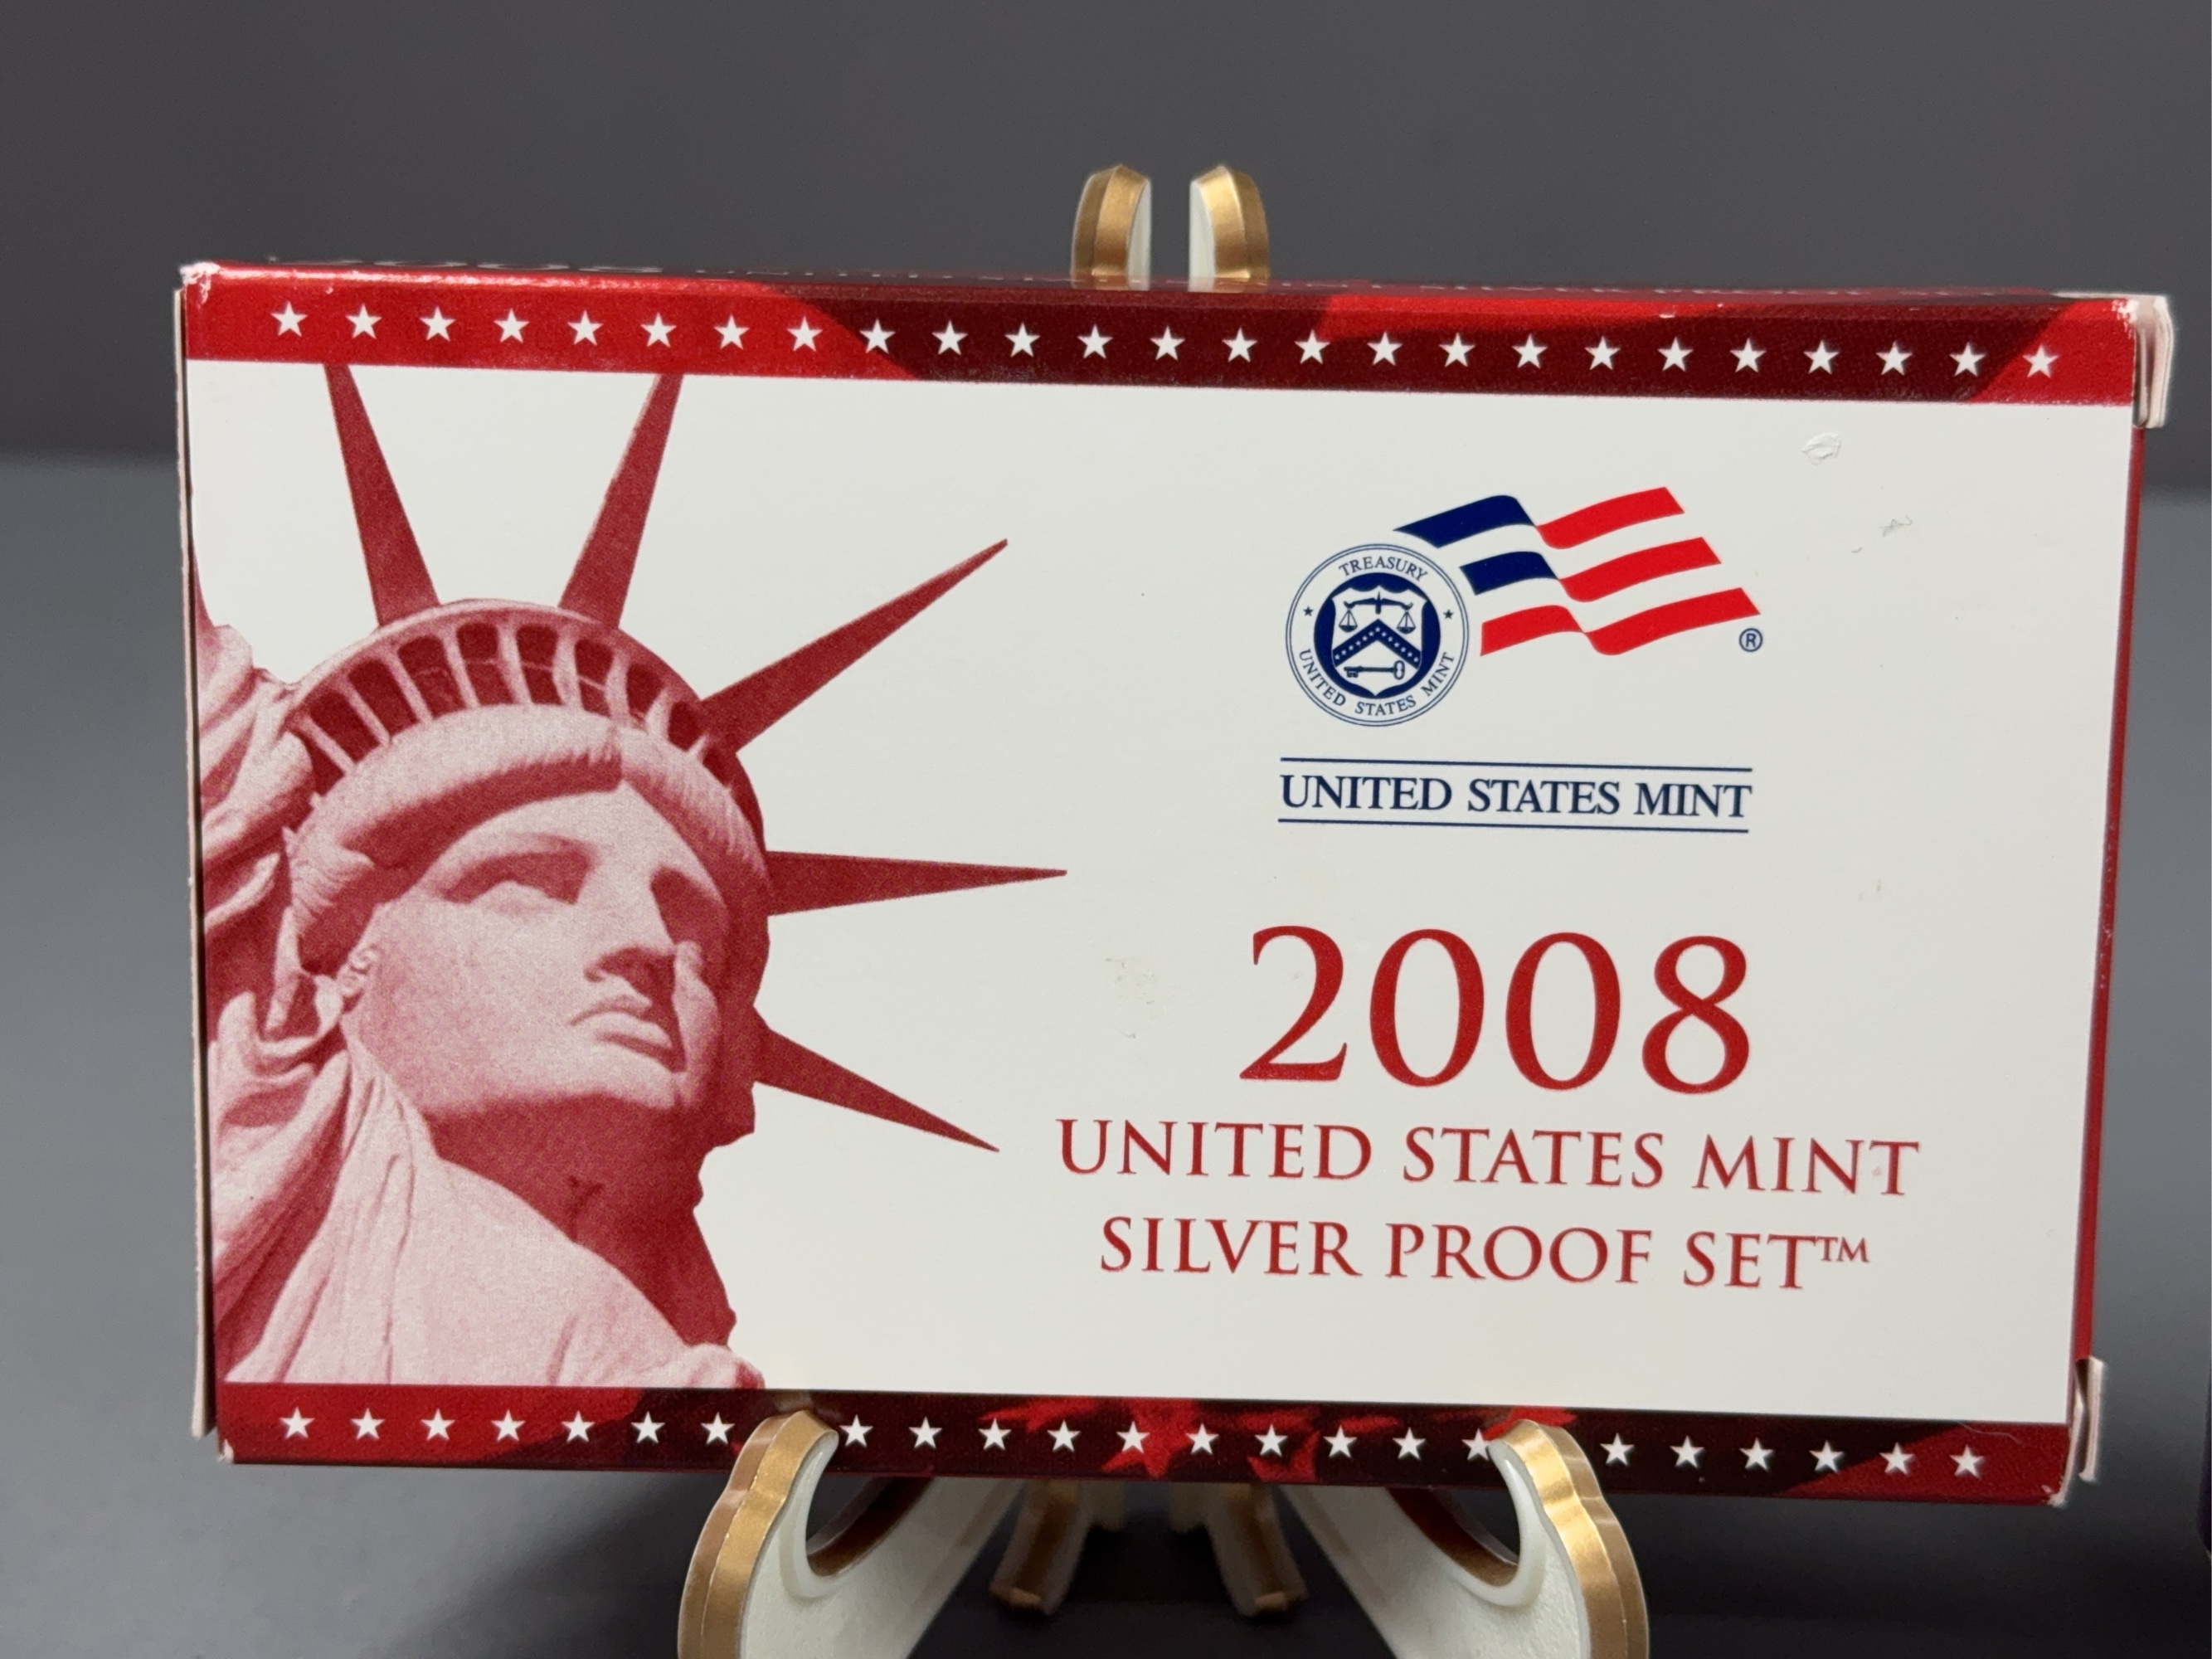 TREASURY
UNITED STATES MINT
®
UNITED STATES MINT
2008
UNITED STATES MINT
SILVER PROOF SET™